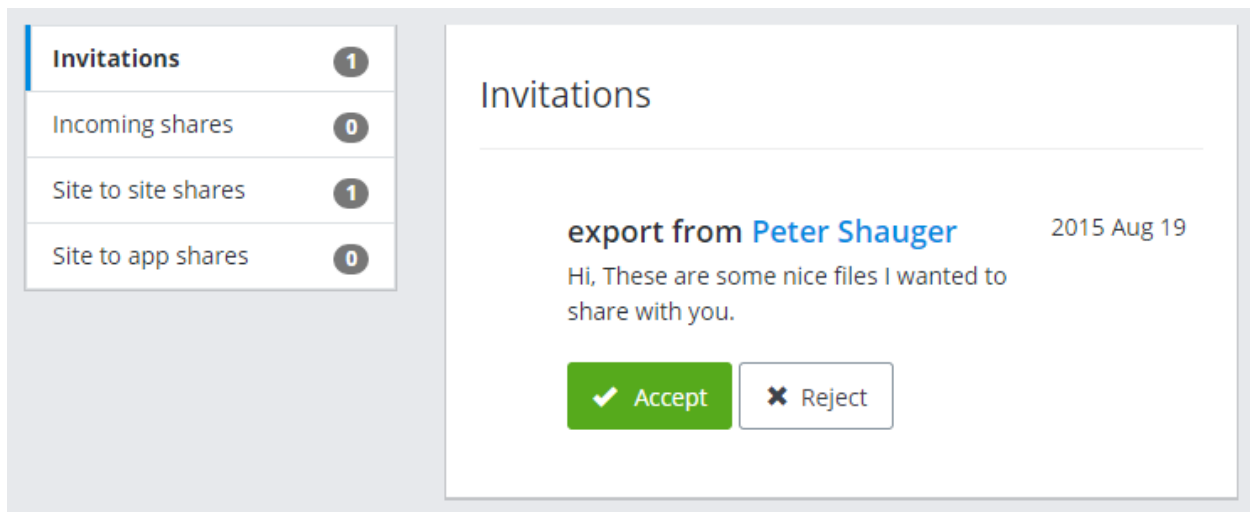 Invitations 1
Incoming shares 0
Site to site shares 1
Site to app shares 0
Invitations
export from Peter Shauger 2015 Aug 19
Hi, These are some nice files I wanted to
share with you.
Accept Reject